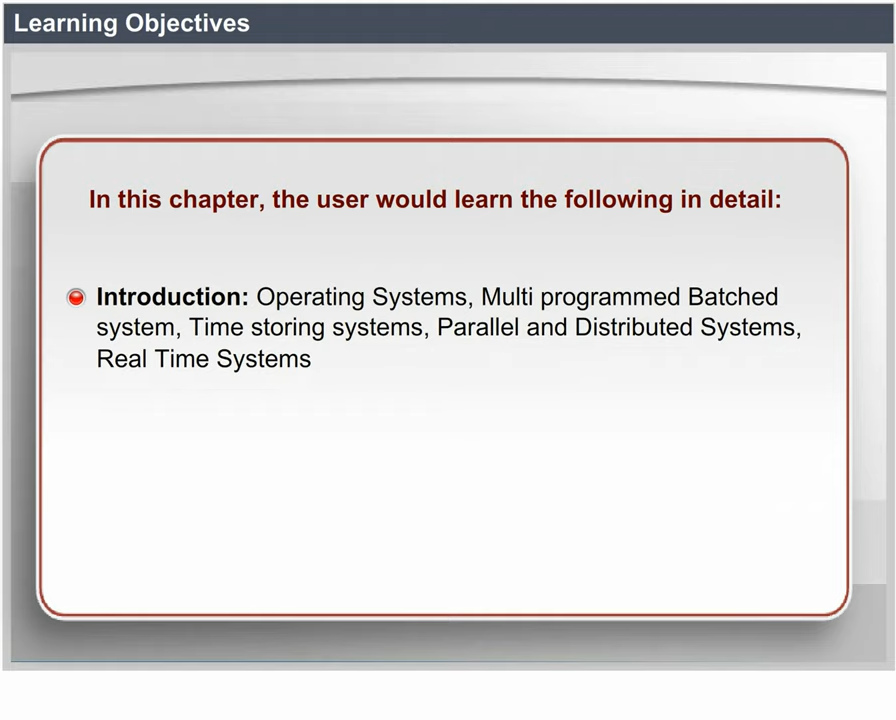 Learning Objectives
In this chapter, the user would learn the following in detail:
Introduction: Operating Systems, Multi programmed Batched
system, Time storing systems, Parallel and Distributed Systems,
Real Time Systems